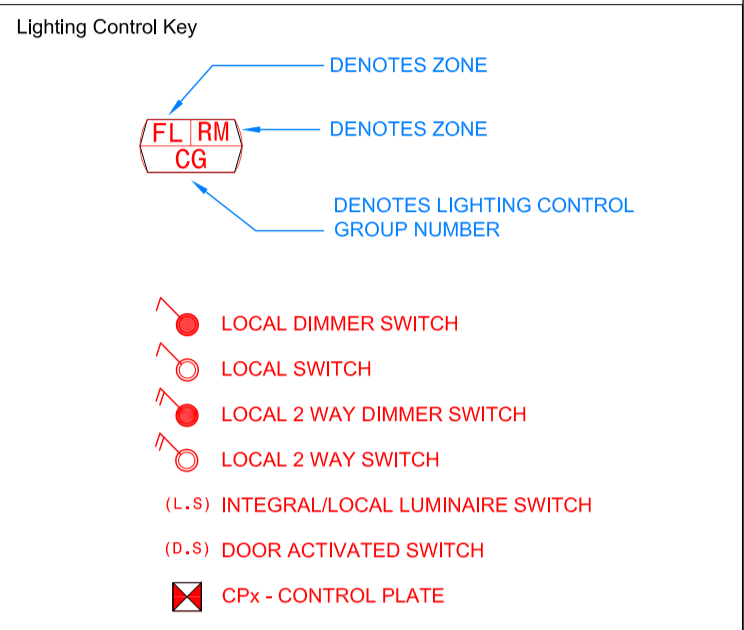 Lighting Control Key
DENOTES ZONE
FL RM
DENOTES ZONE
CG
DENOTES LIGHTING CONTROL
GROUP NUMBER
LOCAL DIMMER SWITCH
LOCAL SWITCH
LOCAL 2 WAY DIMMER SWITCH
LOCAL 2 WAY SWITCH
(L.S) INTEGRAL/LOCAL LUMINAIRE SWITCH
(D.S) DOOR ACTIVATED SWITCH
CPx - CONTROL PLATE